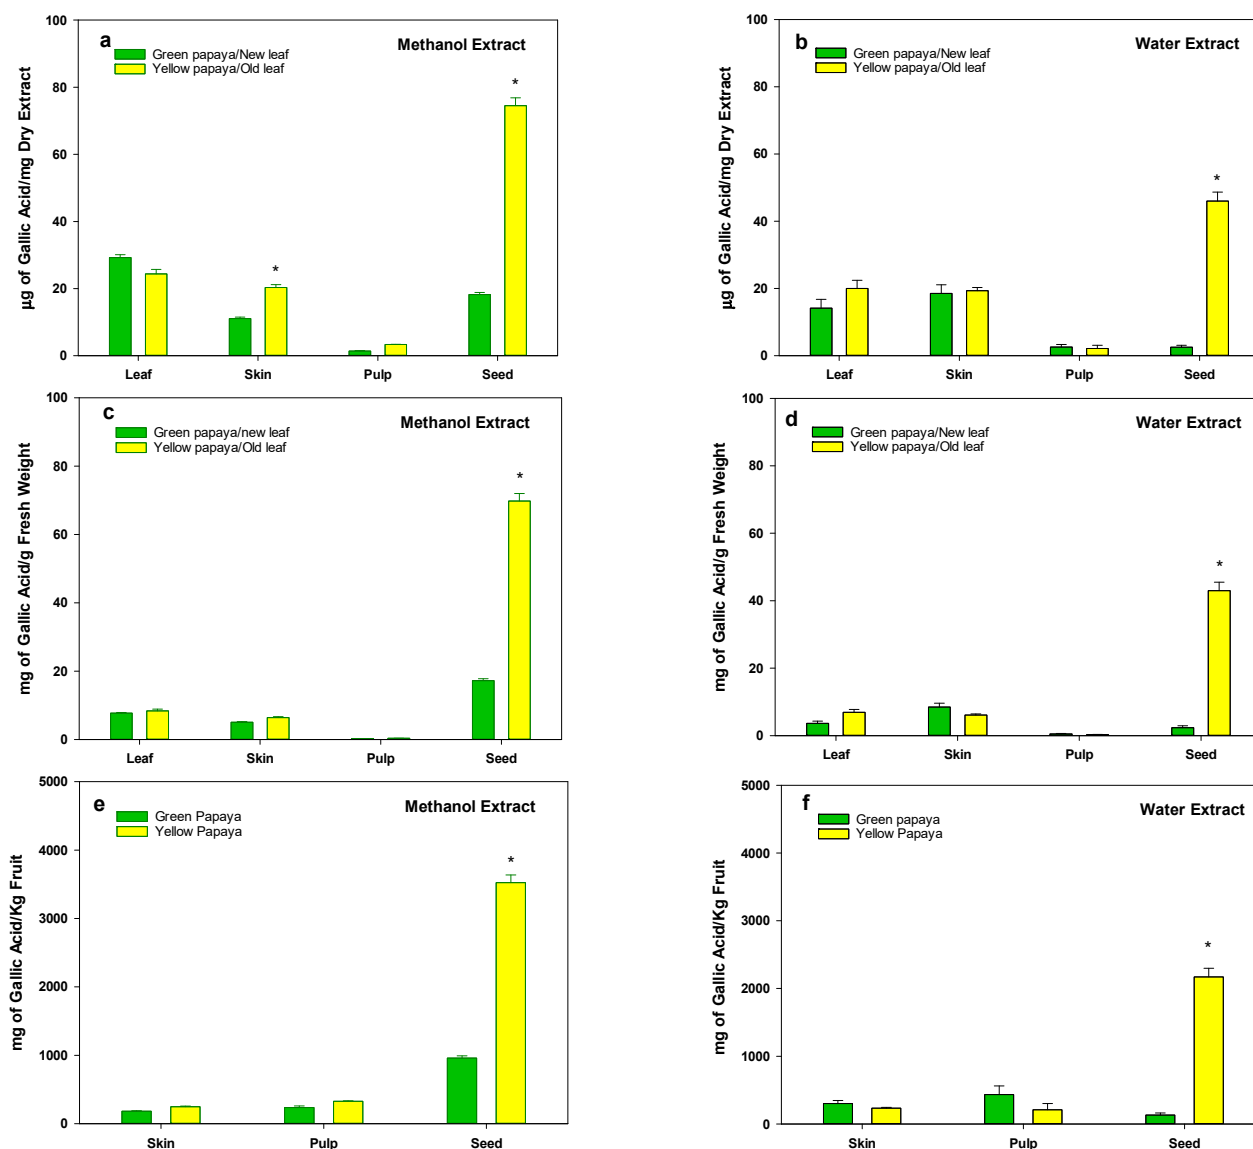 a
Methanol Extract
Green papaya/New leaf
Yellow papaya/Old leaf
µg of Gallic Acid/mg Dry Extract
100
80
60
40
20
0
*
*
Leaf Skin Pulp Seed
b
Water Extract
Green papaya/New leaf
Yellow papaya/Old leaf
µg of Gallic Acid/mg Dry Extract
100
80
60
40
20
0
*
Leaf Skin Pulp Seed
c
Methanol Extract
Green papaya/new leaf
Yellow papaya/Old leaf
mg of Gallic Acid/g Fresh Weight
100
80
60
40
20
0
*
Leaf Skin Pulp Seed
d
Water Extract
Green papaya/New leaf
Yellow papaya/Old leaf
mg of Gallic Acid/g Fresh Weight
100
80
60
40
20
0
*
Leaf Skin Pulp Seed
e
Methanol Extract
Green Papaya
Yellow Papaya
mg of Gallic Acid/Kg Fruit
5000
4000
3000
2000
1000
0
*
Skin Pulp Seed
f
Water Extract
Green papaya
Yellow Papaya
mg of Gallic Acid/Kg Fruit
5000
4000
3000
2000
1000
0
*
Skin Pulp Seed